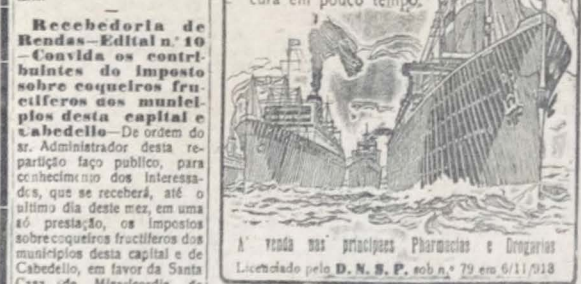 Recebedoria de
Rendas—Edital n.º 10
—Convida os contri-
buintes do imposto
sobre coqueiros fru-
ctiferos dos munici-
pios desta capital e
Cabedello—De ordem do
sr. Administrador desta re-
partição faço publico, para
conhecimento dos interessa-
dos, que se receberá, até o
ultimo dia deste mez, em uma
só prestação, os impostos
sobre coqueiros fructiferos dos
municipios desta capital e de
Cabedello, em favor da Santa
Casa de Misericordia de
cura em pouco tempo.
A' venda nas principaes Pharmacias e Drogarias
Licenciado pelo D. N. S. P. sob n.º 79 em 6/11/918